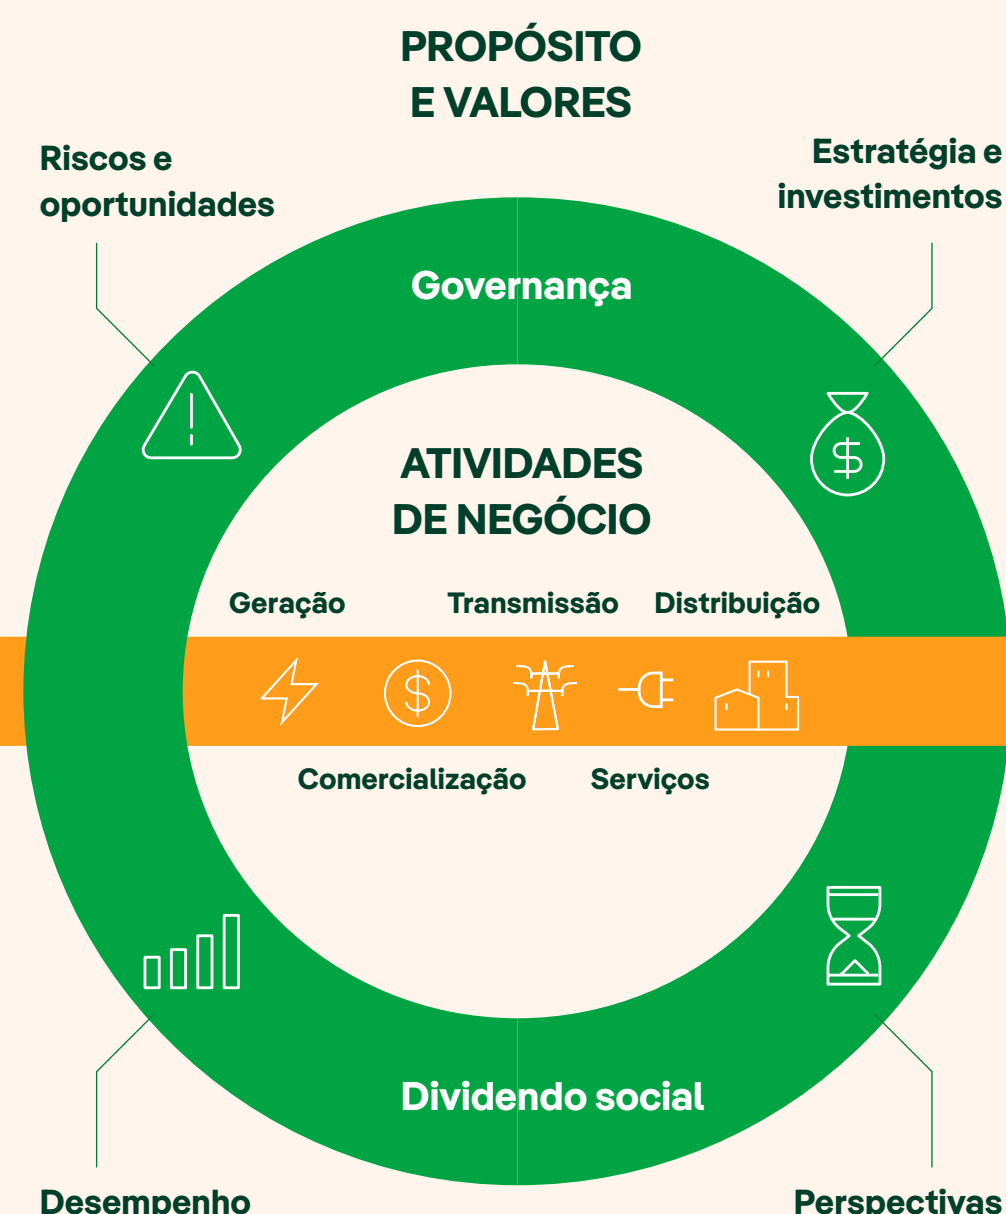 PROPÓSITO
E VALORES
Riscos e
oportunidades
Estratégia e
investimentos
Governança
ATIVIDADES
DE NEGÓCIO
Geração
Transmissão
Distribuição
Comercialização
Serviços
Dividendo social
Desempenho
Perspectivas